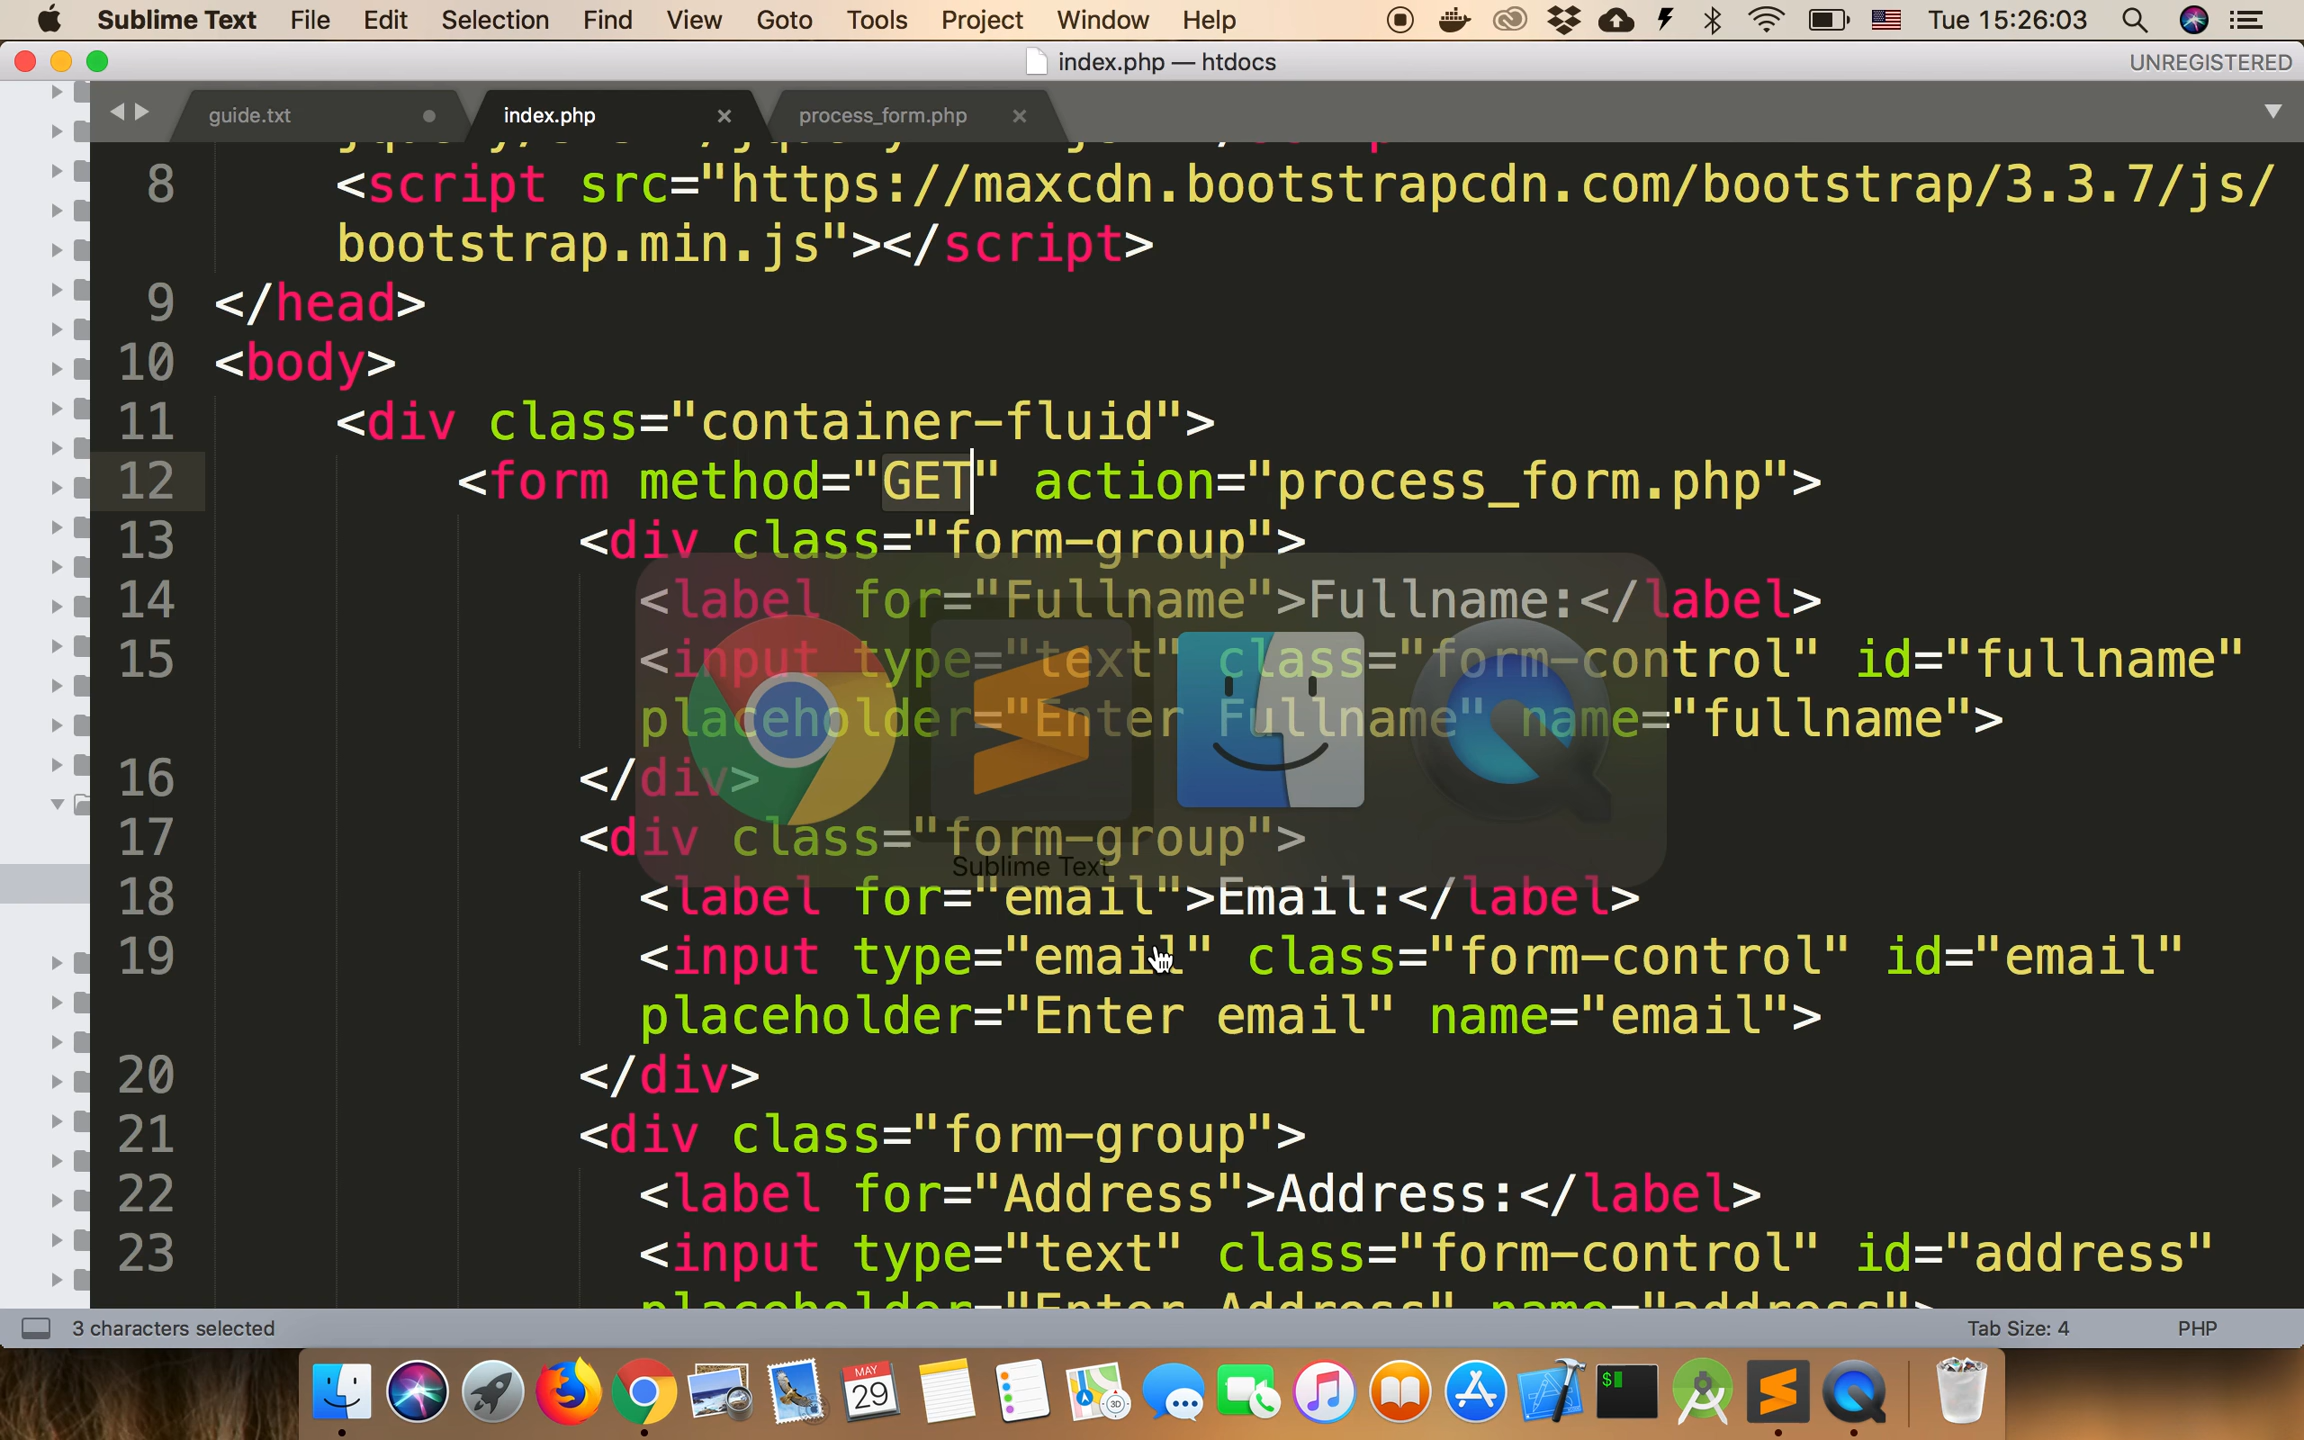 Sublime Text File Edit Selection Find View Goto Tools Project Window Help Tue 15:26:03
index.php — htdocs UNREGISTERED
guide.txt index.php process_form.php
8 <script src="https://maxcdn.bootstrapcdn.com/bootstrap/3.3.7/js/
bootstrap.min.js"></script>
9 </head>
10 <body>
11 <div class="container-fluid">
12 <form method="GET" action="process_form.php">
13 <div class="form-group">
14 <label for="Fullname">Fullname:</label>
15 <input type="text" class="form-control" id="fullname"
placeholder="Enter Fullname" name="fullname">
16 </div>
17 <div class="form-group">
Sublime Text
18 <label for="email">Email:</label>
19 <input type="email" class="form-control" id="email"
placeholder="Enter email" name="email">
20 </div>
21 <div class="form-group">
22 <label for="Address">Address:</label>
23 <input type="text" class="form-control" id="address"
placeholder="Enter Address" name="address">
3 characters selected Tab Size: 4 PHP
MAY
29
3D
$